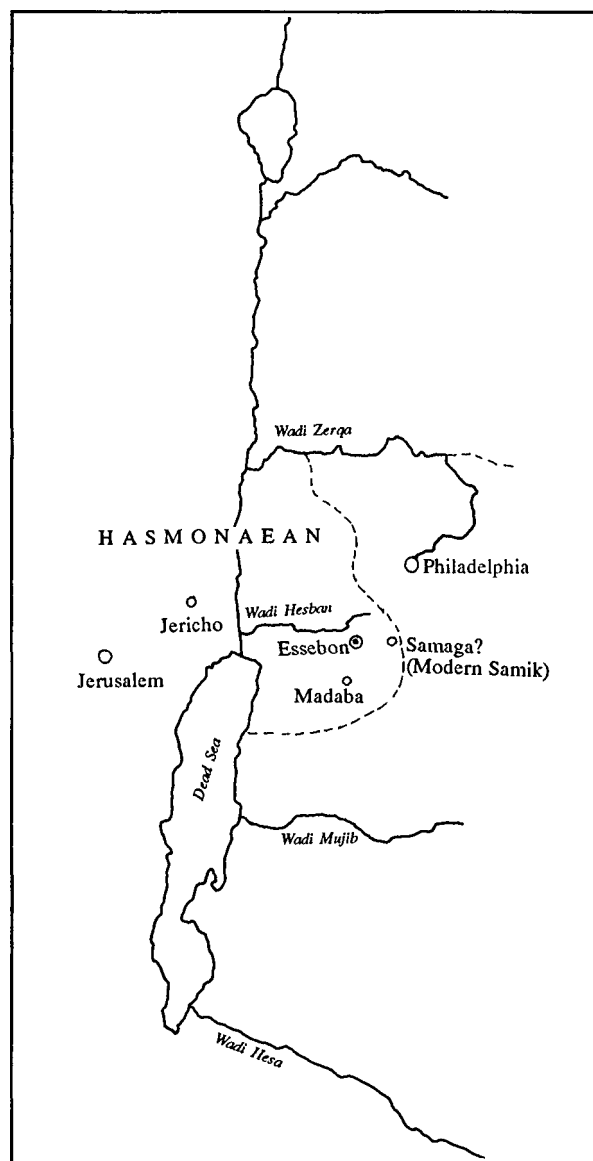 Wadi Zerqa
HASMONAEAN
Philadelphia
Jericho
Wadi Hesban
Essebon
Samaga?
(Modern Samik)
Jerusalem
Madaba
Dead Sea
Wadi Mujib
Wadi Hesa